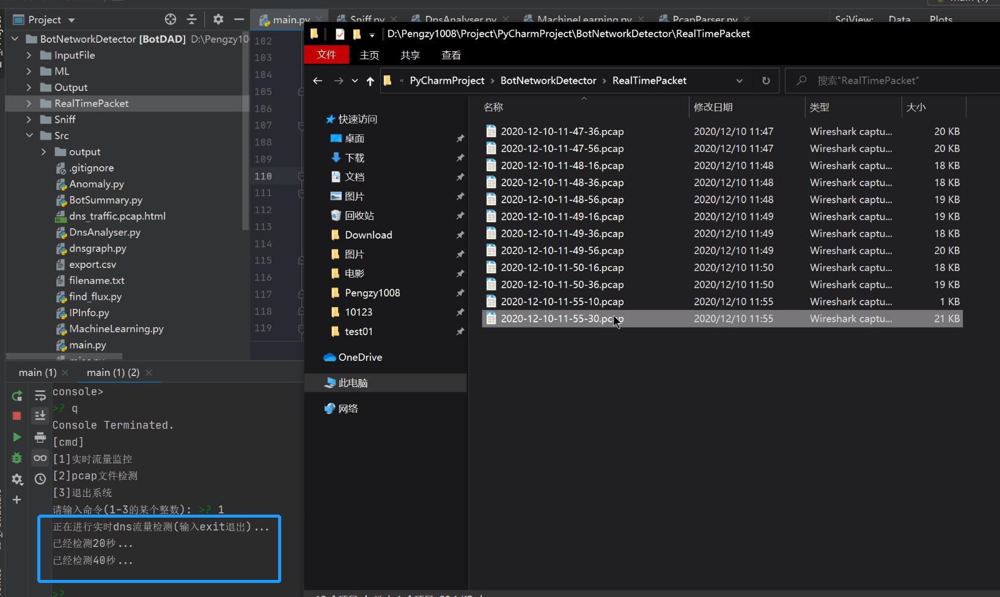 Project
main.py
Sniff.py
DnsAnalyser.py
MachineLearning.py
PcapParser.py
SciView:
Data
Plots
BotNetworkDetector [BotDAD] D:\Pengzy10
InputFile
ML
Output
RealTimePacket
Sniff
Src
output
.gitignore
Anomaly.py
BotSummary.py
dns_traffic.pcap.html
DnsAnalyser.py
dnsgraph.py
export.csv
filename.txt
find_flux.py
IPInfo.py
MachineLearning.py
main.py
102
103
104
105
106
107
108
109
110
111
112
113
114
115
116
117
118
119
main (1)
main (1) (2)
console>
>? q
Console Terminated.
[cmd]
[1]实时流量监控
[2]pcap文件检测
[3]退出系统
请输入命令(1-3的某个整数): >? 1
正在进行实时dns流量检测(输入exit退出)...
已经检测20秒...
已经检测40秒...
>?
D:\Pengzy1008\Project\PyCharmProject\BotNetworkDetector\RealTimePacket
文件 主页 共享 查看
« PyCharmProject › BotNetworkDetector › RealTimePacket
搜索"RealTimePacket"
快速访问
桌面
下载
文档
图片
回收站
Download
图片
电影
Pengzy1008
10123
test01
OneDrive
此电脑
网络
名称 修改日期 类型 大小
2020-12-10-11-47-36.pcap 2020/12/10 11:47 Wireshark captu... 20 KB
2020-12-10-11-47-56.pcap 2020/12/10 11:47 Wireshark captu... 20 KB
2020-12-10-11-48-16.pcap 2020/12/10 11:48 Wireshark captu... 18 KB
2020-12-10-11-48-36.pcap 2020/12/10 11:48 Wireshark captu... 18 KB
2020-12-10-11-48-56.pcap 2020/12/10 11:48 Wireshark captu... 19 KB
2020-12-10-11-49-16.pcap 2020/12/10 11:49 Wireshark captu... 19 KB
2020-12-10-11-49-36.pcap 2020/12/10 11:49 Wireshark captu... 18 KB
2020-12-10-11-49-56.pcap 2020/12/10 11:49 Wireshark captu... 20 KB
2020-12-10-11-50-16.pcap 2020/12/10 11:50 Wireshark captu... 18 KB
2020-12-10-11-50-36.pcap 2020/12/10 11:50 Wireshark captu... 19 KB
2020-12-10-11-55-10.pcap 2020/12/10 11:55 Wireshark captu... 1 KB
2020-12-10-11-55-30.pcap 2020/12/10 11:55 Wireshark captu... 21 KB